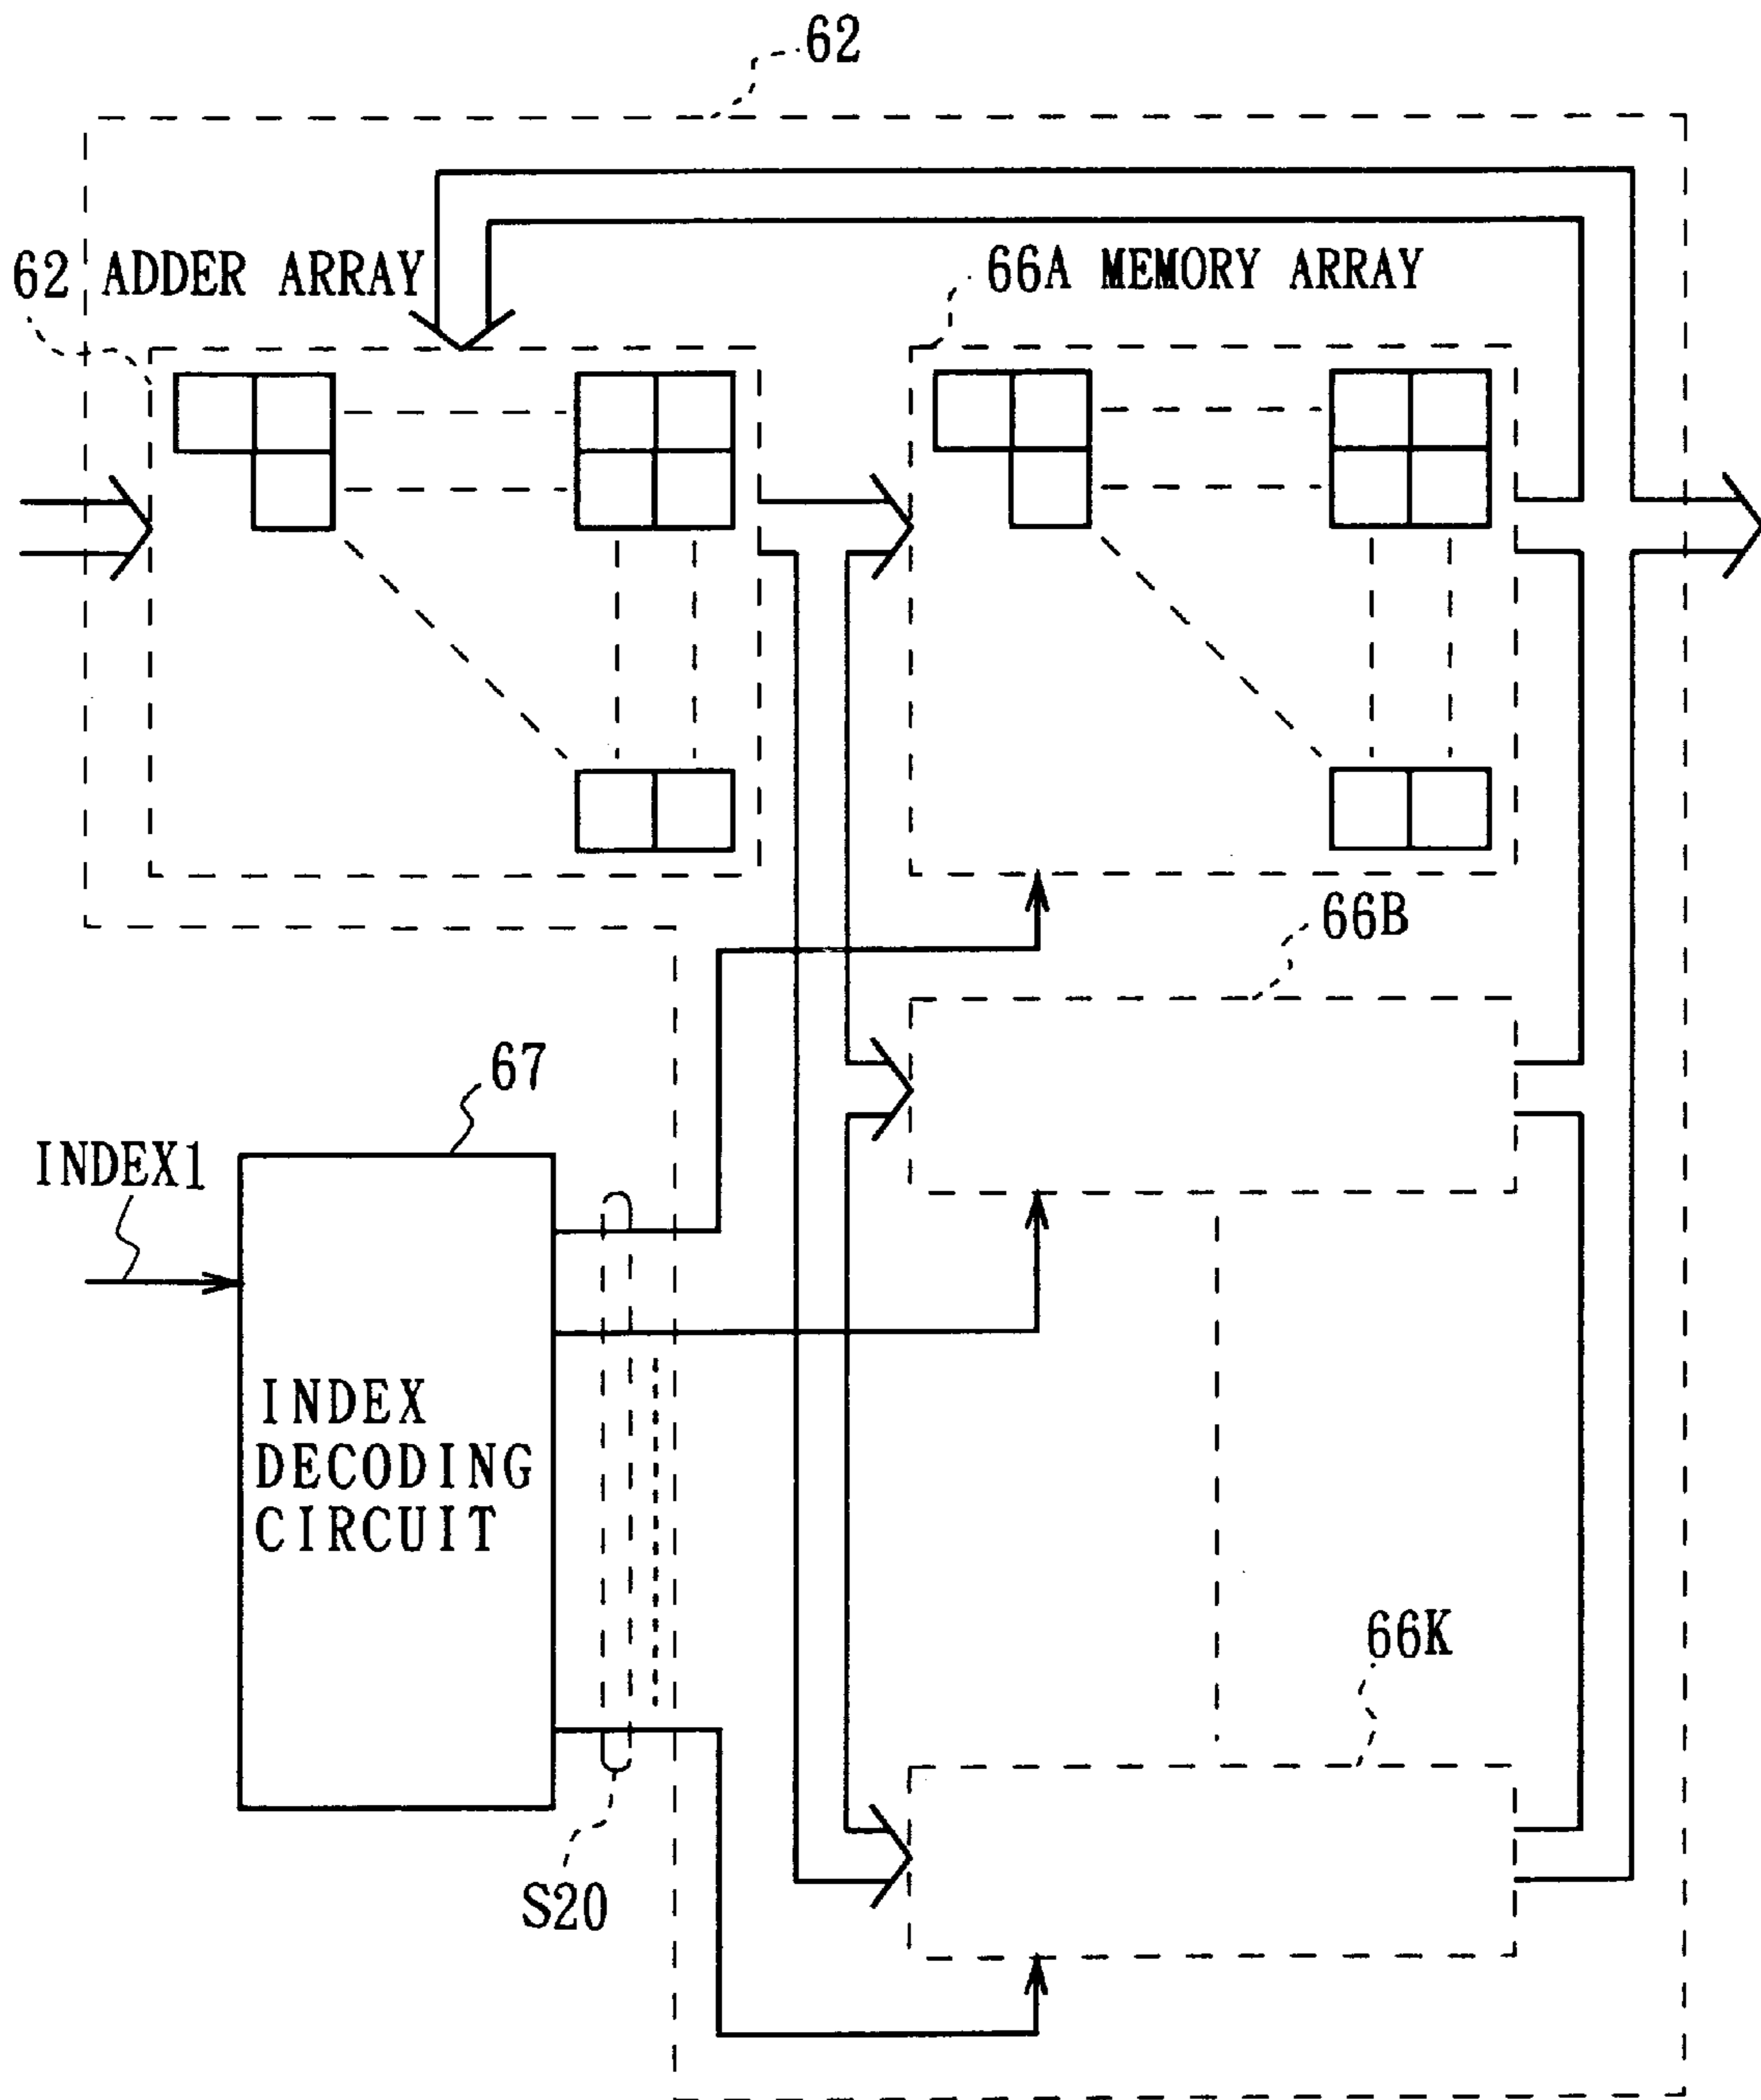 62
62 ADDER ARRAY
66A MEMORY ARRAY
66B
67
INDEX1
INDEX
DECODING
CIRCUIT
66K
S20